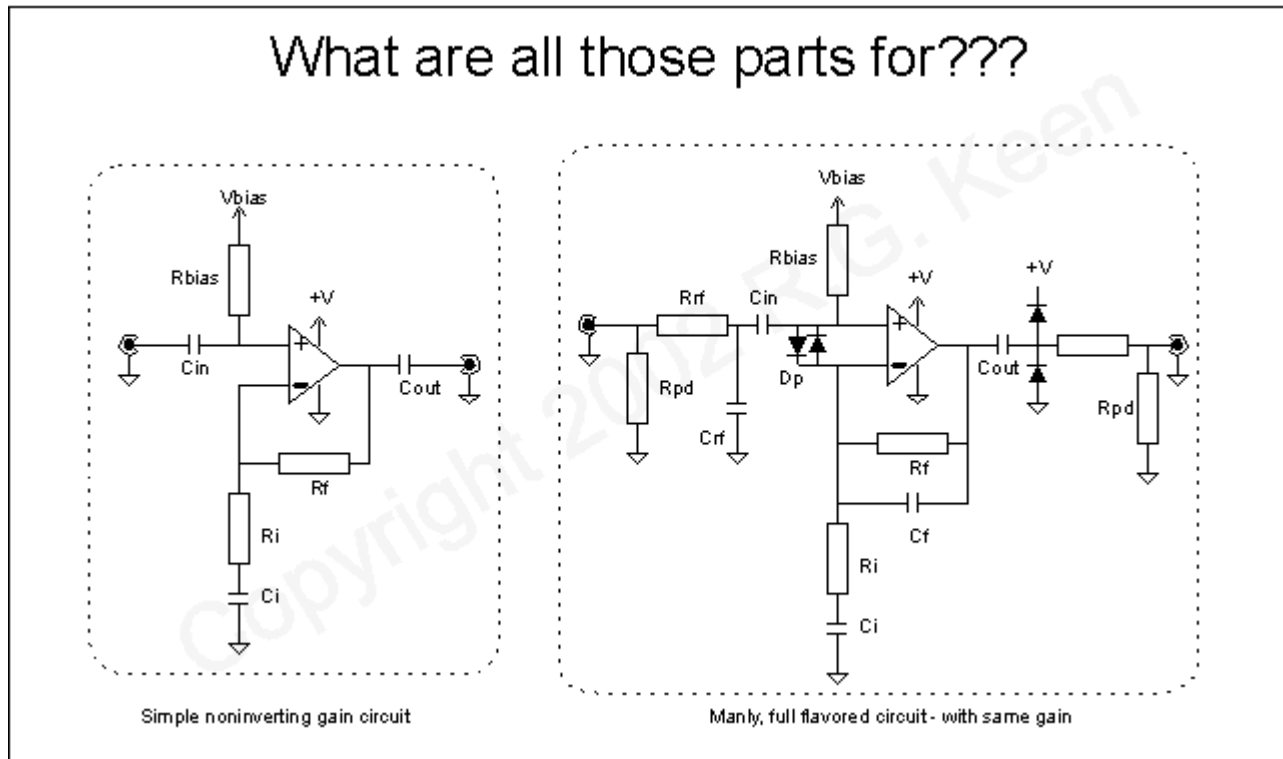 What are all those parts for???
Copyright 2002 R.G. Keen
Vbias
Rbias
+V
+
-
Cin
Cout
Rf
Ri
Ci
Simple noninverting gain circuit
Vbias
Rbias
+V
+V
Rrf
Cin
+
-
Dp
Cout
Rpd
Crf
Rpd
Rf
Cf
Ri
Ci
Manly, full flavored circuit - with same gain